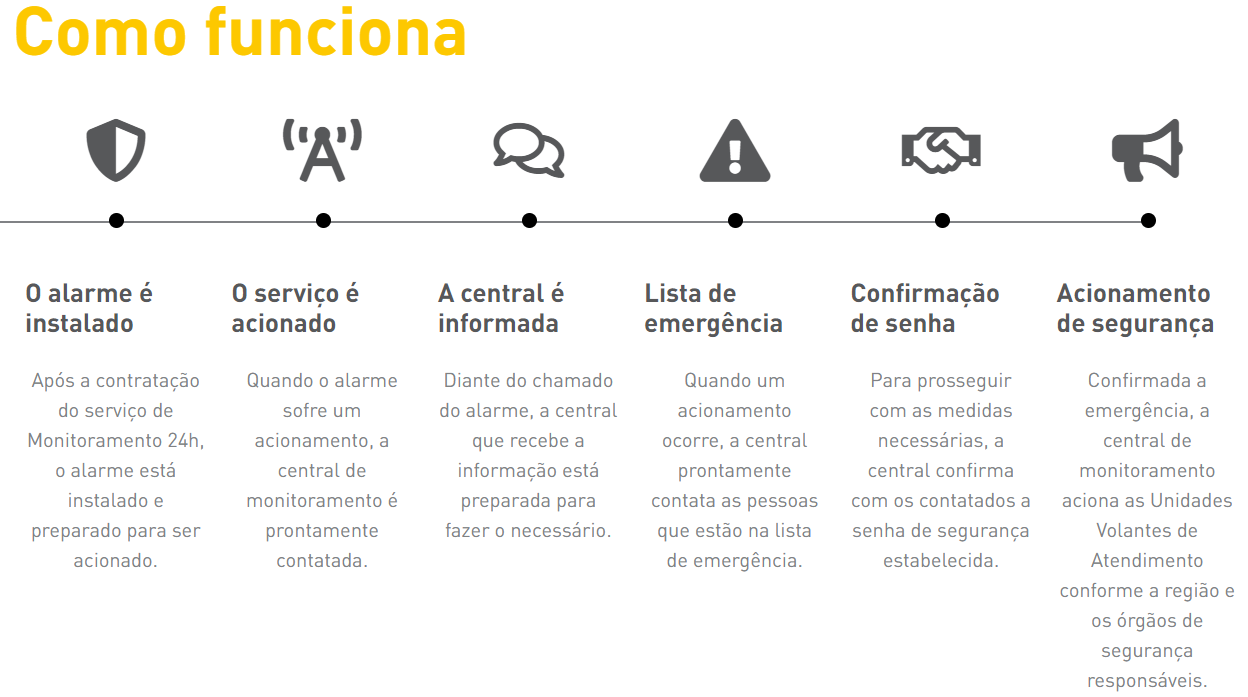 Como funciona
O alarme é
instalado
Após a contratação
do serviço de
Monitoramento 24h,
o alarme está
instalado e
preparado para ser
acionado.
O serviço é
acionado
Quando o alarme
sofre um
acionamento, a
central de
monitoramento é
prontamente
contatada.
A central é
informada
Diante do chamado
do alarme, a central
que recebe a
informação está
preparada para
fazer o necessário.
Lista de
emergência
Quando um
acionamento
ocorre, a central
prontamente
contata as pessoas
que estão na lista
de emergência.
Confirmação
de senha
Para prosseguir
com as medidas
necessárias, a
central confirma
com os contatados a
senha de segurança
estabelecida.
Acionamento
de segurança
Confirmada a
emergência, a
central de
monitoramento
aciona as Unidades
Volantes de
Atendimento
conforme a região e
os órgãos de
segurança
responsáveis.